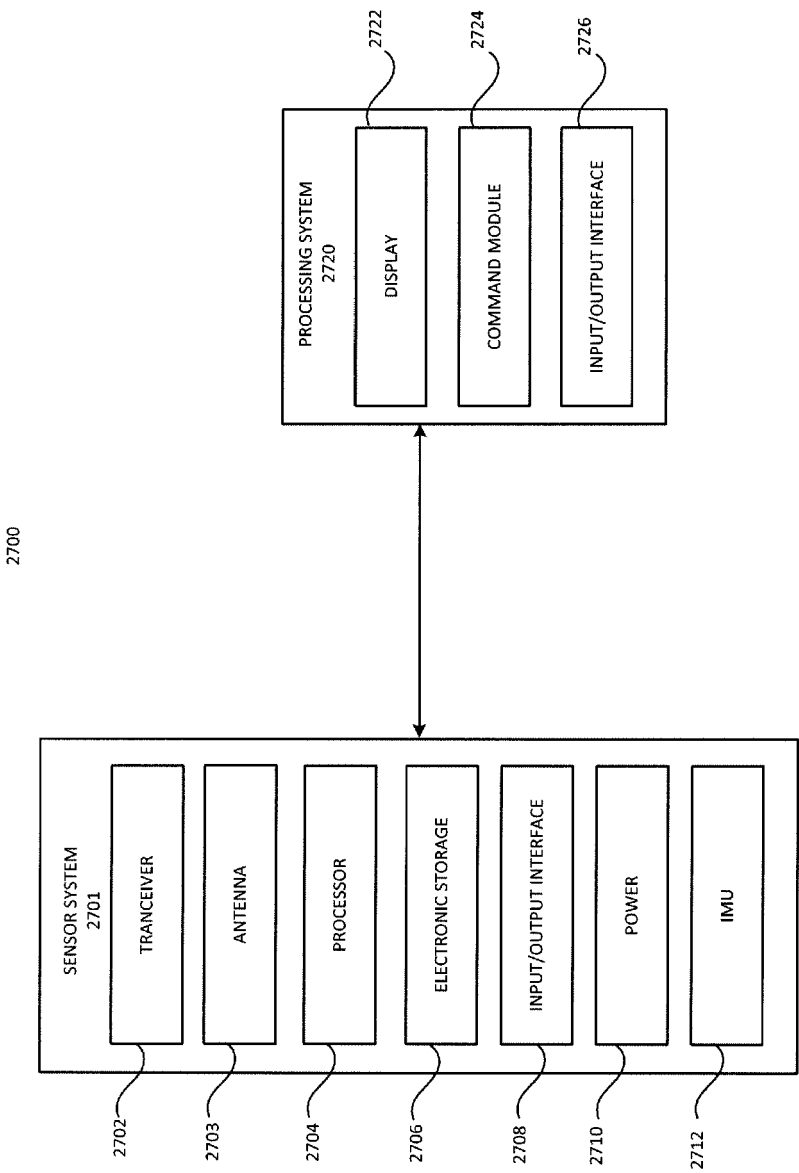 2700
SENSOR SYSTEM
2701
TRANCEIVER
ANTENNA
PROCESSOR
ELECTRONIC STORAGE
INPUT/OUTPUT INTERFACE
POWER
IMU
2702
2703
2704
2706
2708
2710
2712
PROCESSING SYSTEM
2720
DISPLAY
COMMAND MODULE
INPUT/OUTPUT INTERFACE
2722
2724
2726